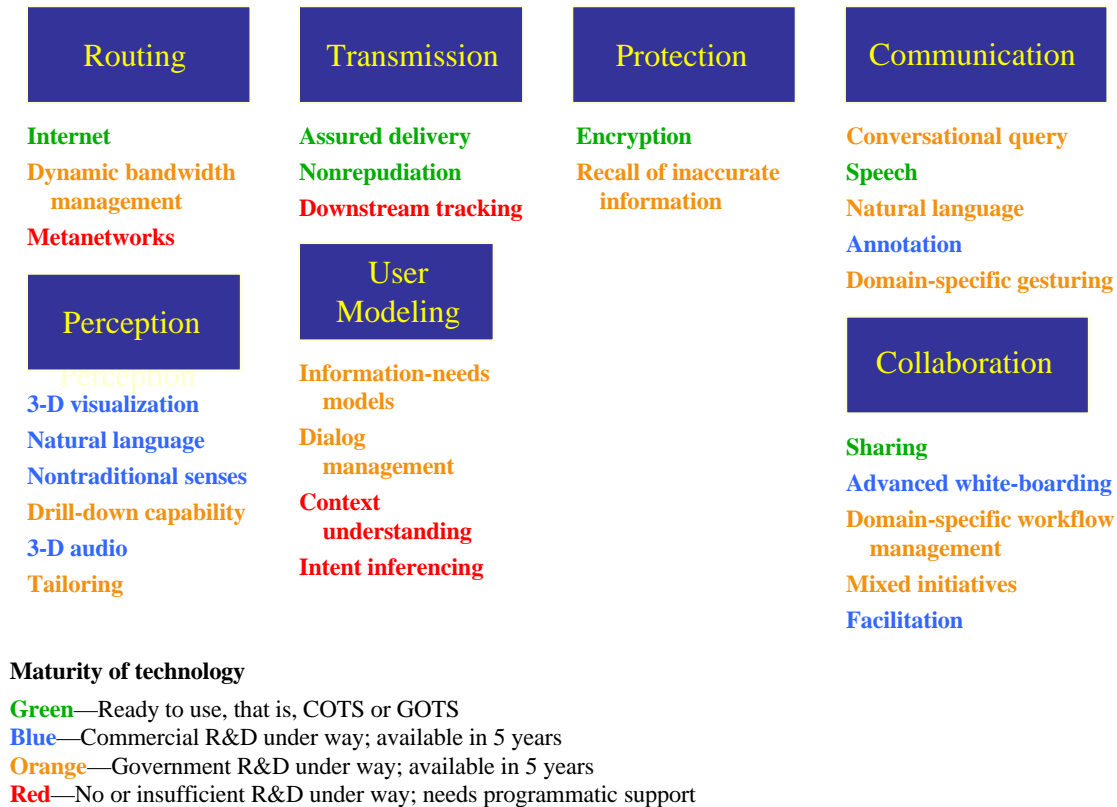 Routing
Internet
Dynamic bandwidth
management
Metanetworks
Perception
Perception
3-D visualization
Natural language
Nontraditional senses
Drill-down capability
3-D audio
Tailoring
Transmission
Assured delivery
Nonrepudiation
Downstream tracking
User
Modeling
Information-needs
models
Dialog
management
Context
understanding
Intent inferencing
Protection
Encryption
Recall of inaccurate
information
Communication
Conversational query
Speech
Natural language
Annotation
Domain-specific gesturing
Collaboration
Sharing
Advanced white-boarding
Domain-specific workflow
management
Mixed initiatives
Facilitation
Maturity of technology
Green—Ready to use, that is, COTS or GOTS
Blue—Commercial R&D under way; available in 5 years
Orange—Government R&D under way; available in 5 years
Red—No or insufficient R&D under way; needs programmatic support